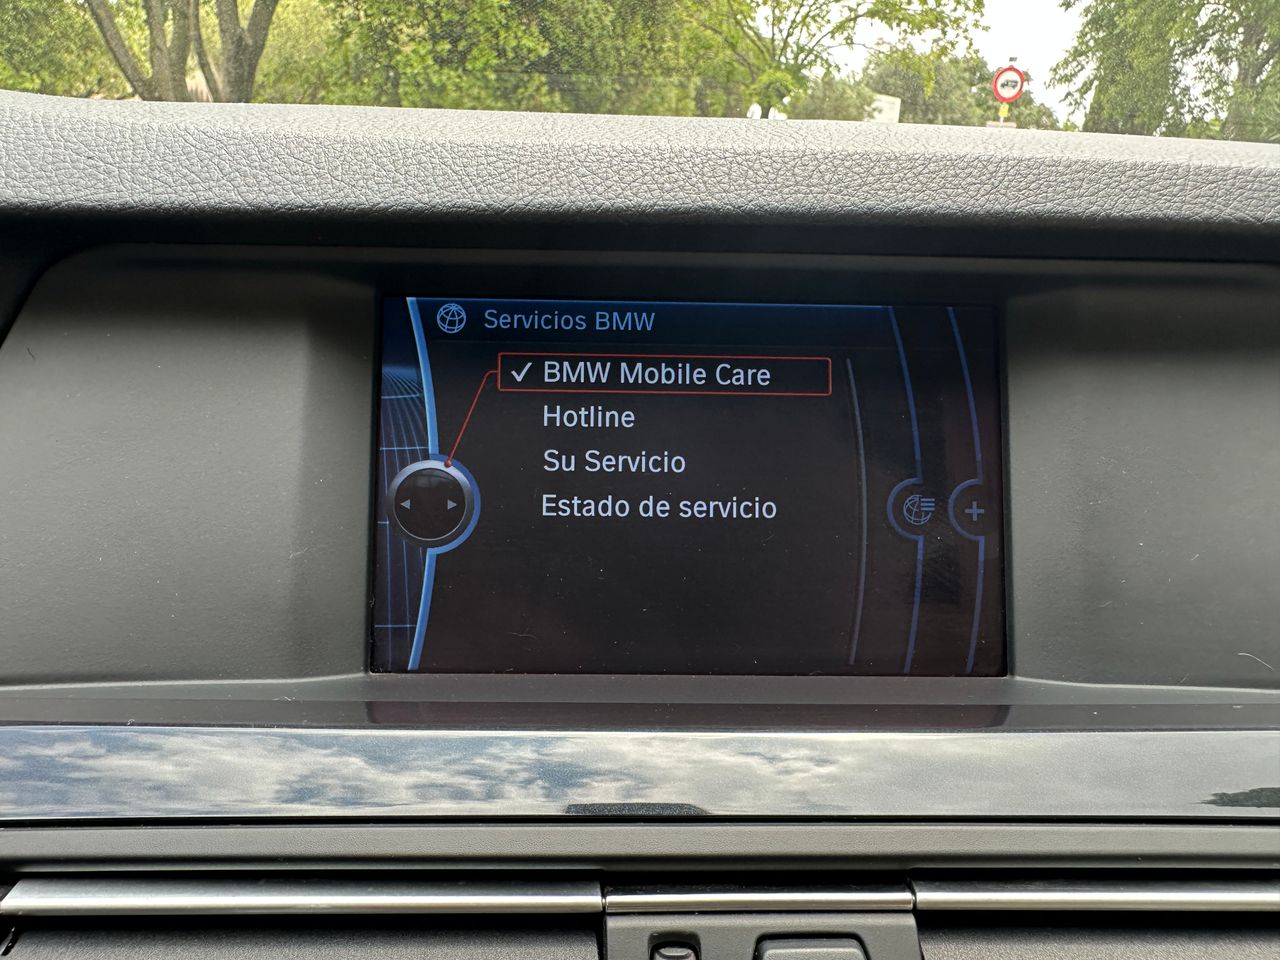 Servicios BMW
BMW Mobile Care
Hotline
Su Servicio
Estado de servicio